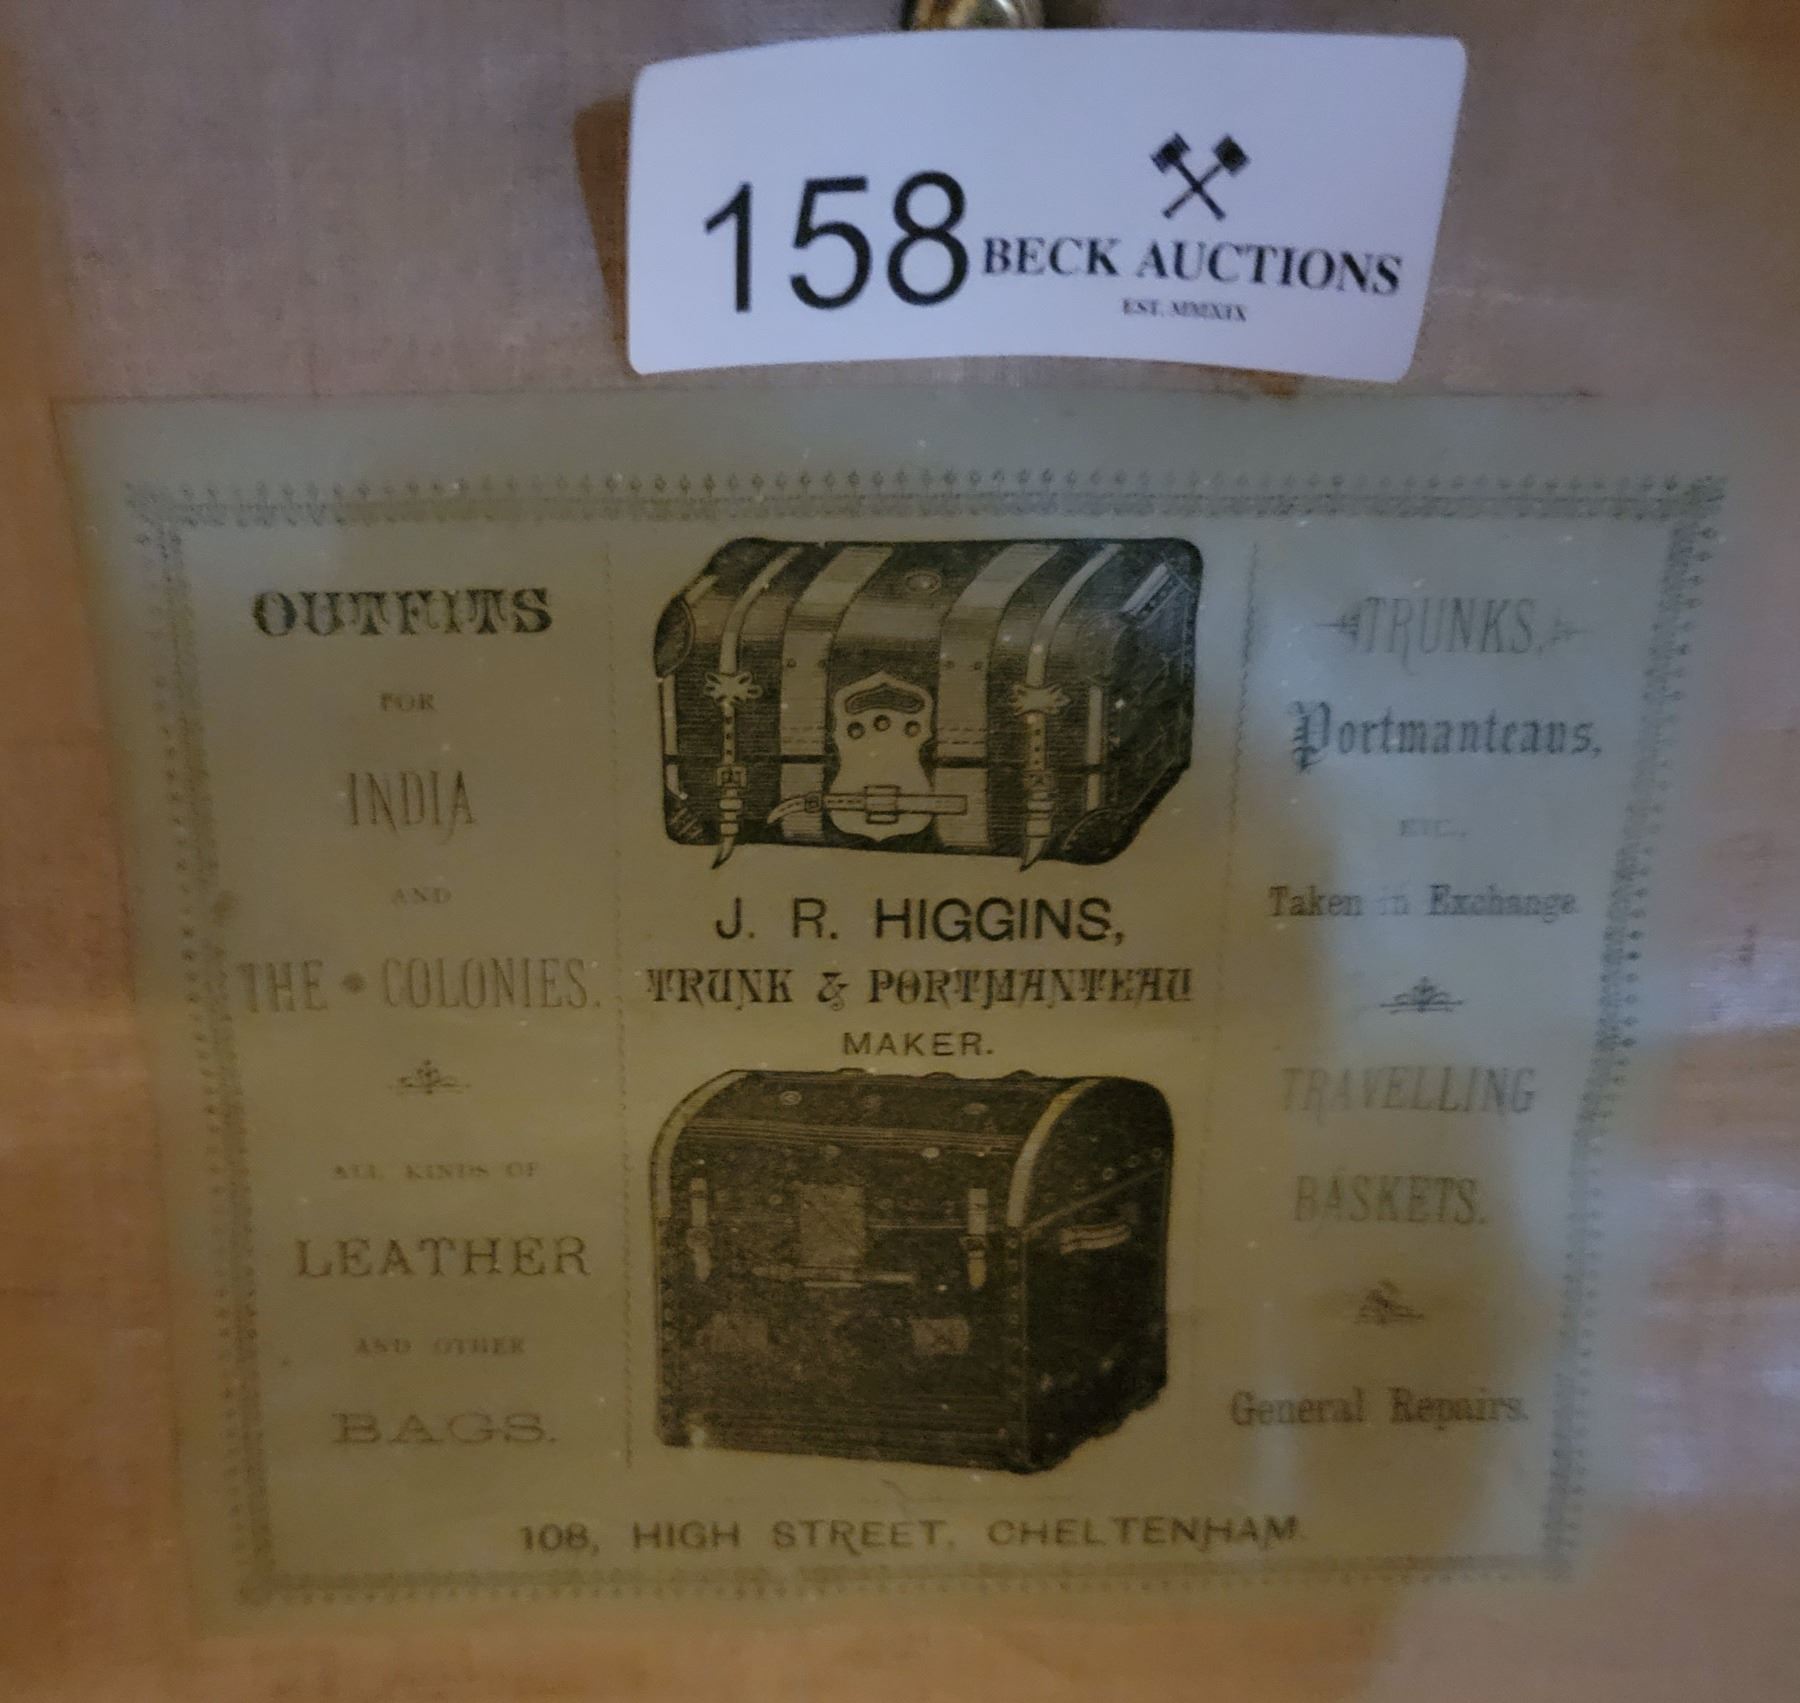 158
BECK AUCTIONS
EST. MMXIX
OUTFITS
FOR
INDIA
AND
THE • COLONIES.
ALL KINDS OF
LEATHER
AND OTHER
BAGS.
J. R. HIGGINS,
TRUNK & PORTMANTEAU
MAKER.
TRUNKS,
Portmanteaus,
ETC.,
Taken in Exchange
TRAVELLING
BASKETS.
General Repairs.
108, HIGH STREET, CHELTENHAM.